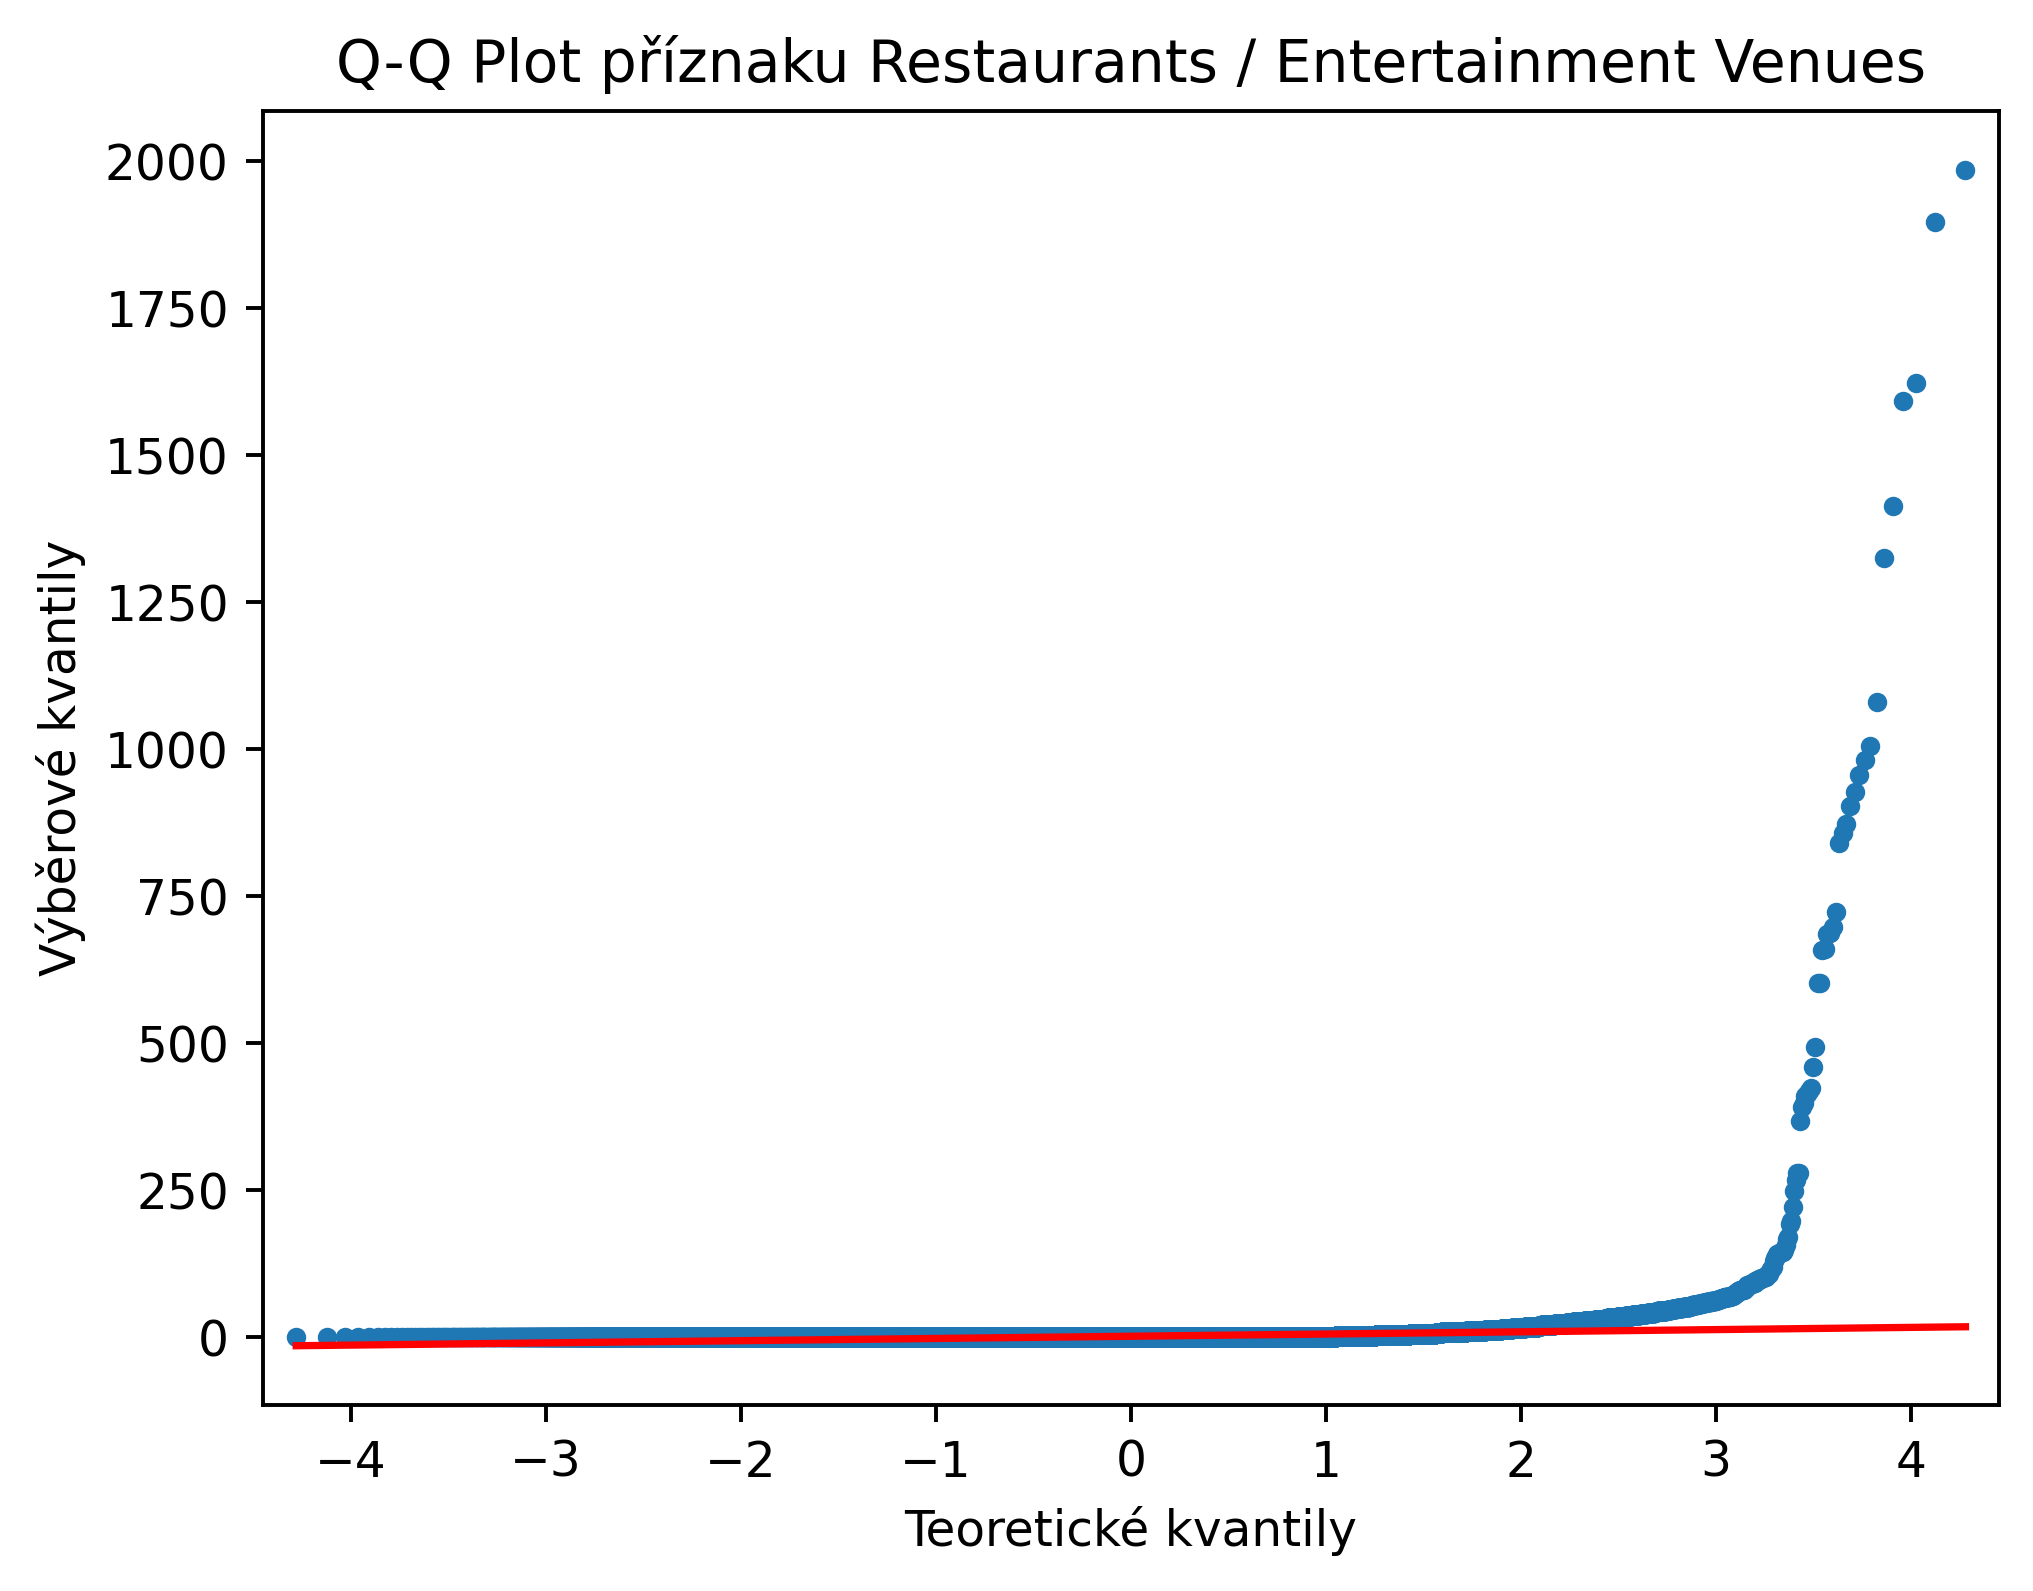 Q-Q Plot příznaku Restaurants / Entertainment Venues
2000
1750
1500
1250
1000
750
500
250
0
Výběrové kvantily
−4 −3 −2 −1 0 1 2 3 4
Teoretické kvantily